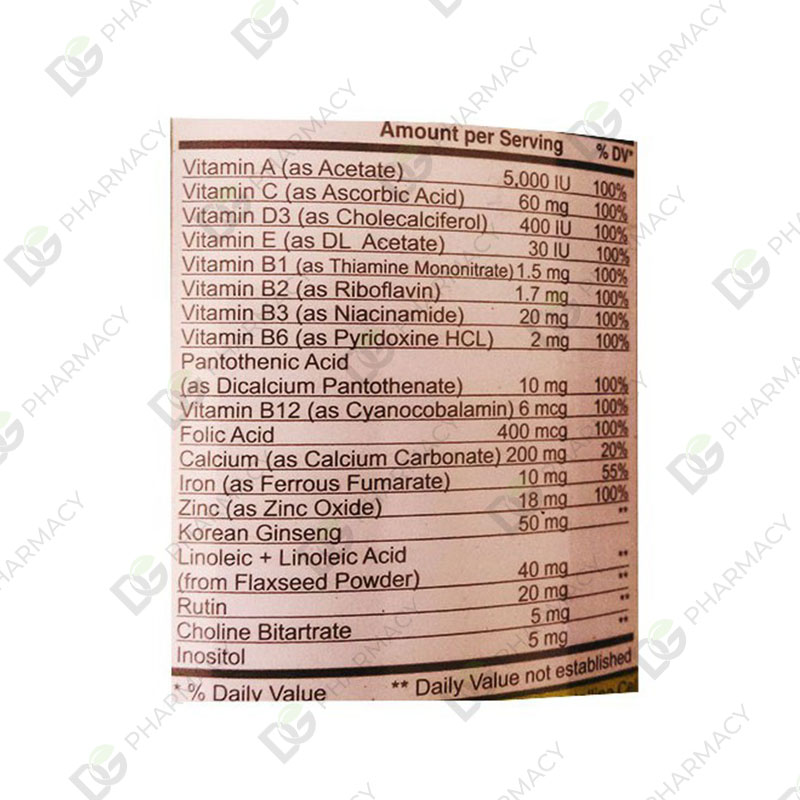 Amount per Serving % DV*
Vitamin A (as Acetate) 5,000 IU 100%
Vitamin C (as Ascorbic Acid) 60 mg 100%
Vitamin D3 (as Cholecalciferol) 400 IU 100%
Vitamin E (as DL Acetate) 30 IU 100%
Vitamin B1 (as Thiamine Mononitrate) 1.5 mg 100%
Vitamin B2 (as Riboflavin) 1.7 mg 100%
Vitamin B3 (as Niacinamide) 20 mg 100%
Vitamin B6 (as Pyridoxine HCL) 2 mg 100%
Pantothenic Acid
(as Dicalcium Pantothenate) 10 mg 100%
Vitamin B12 (as Cyanocobalamin) 6 mcg 100%
Folic Acid 400 mcg 100%
Calcium (as Calcium Carbonate) 200 mg 20%
Iron (as Ferrous Fumarate) 10 mg 55%
Zinc (as Zinc Oxide) 18 mg 100%
Korean Ginseng 50 mg **
Linoleic + Linoleic Acid
(from Flaxseed Powder) 40 mg **
Rutin 20 mg **
Choline Bitartrate 5 mg **
Inositol 5 mg **
* % Daily Value ** Daily Value not established
DG PHARMACY